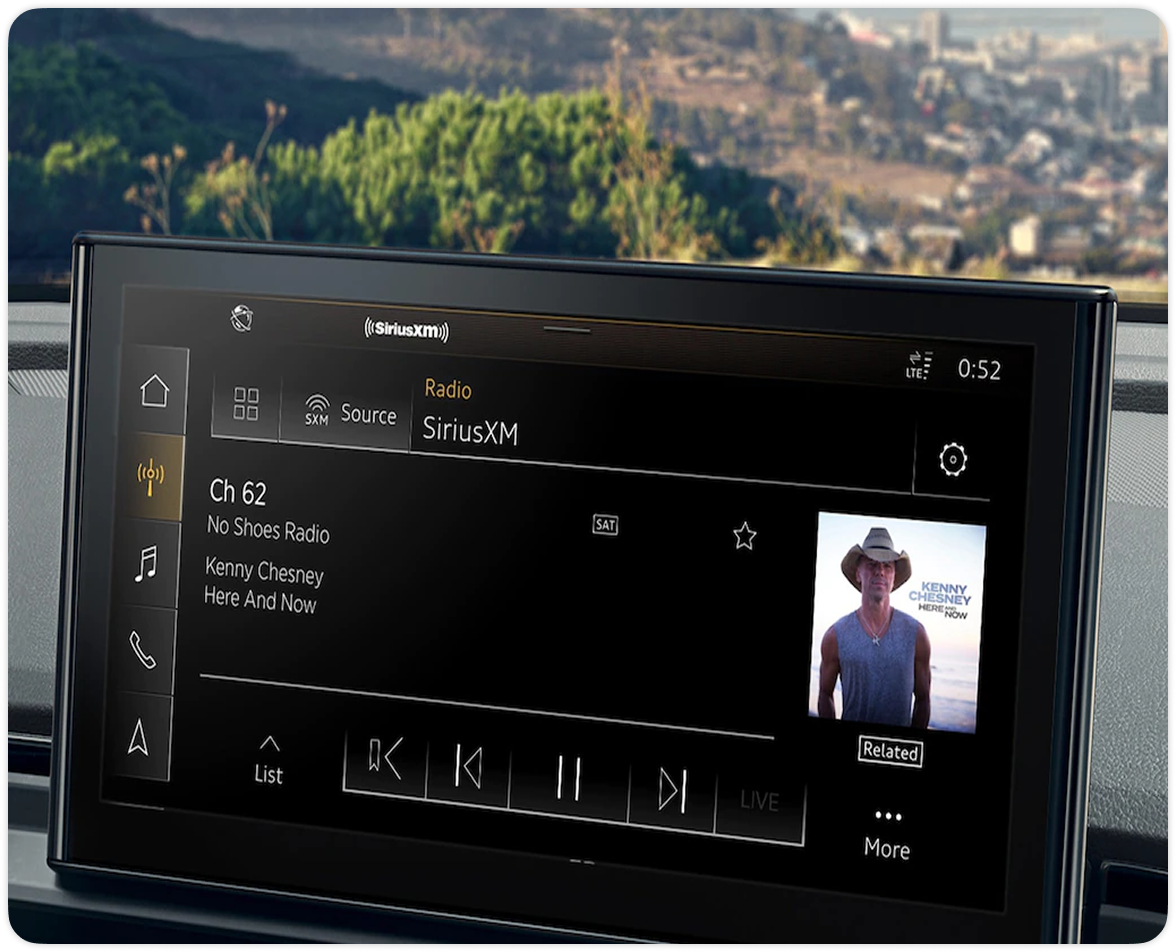 SiriusXM
LTE
0:52
Radio
SXM
Source
SiriusXM
Ch 62
No Shoes Radio
SAT
Kenny Chesney
Here And Now
KENNY
CHESNEY
HERE AND
NOW
Related
List
LIVE
More